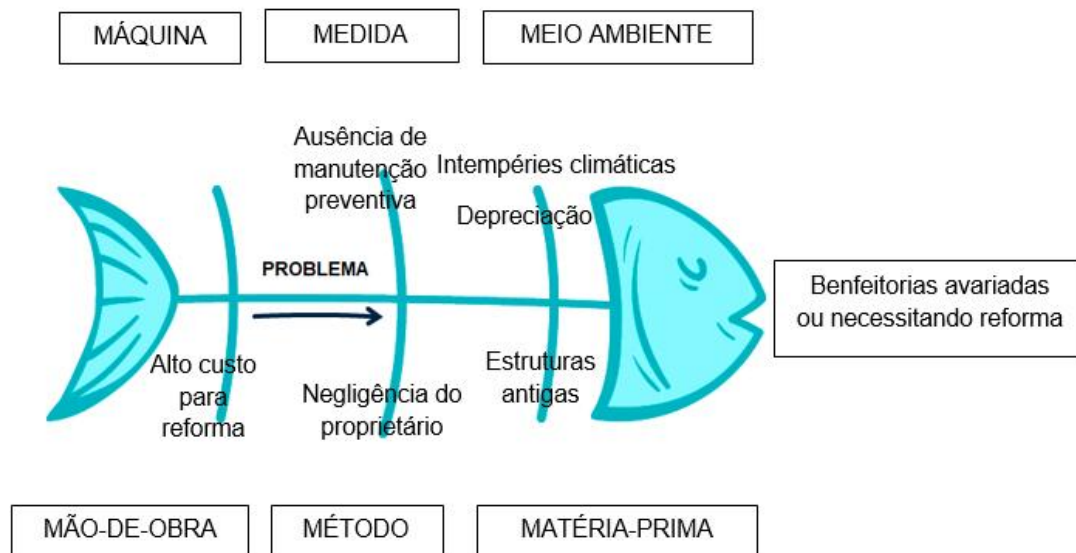 MÁQUINA
MEDIDA
MEIO AMBIENTE
Ausência de
manutenção
preventiva
Intempéries climáticas
Depreciação
PROBLEMA
Benfeitorias avariadas
ou necessitando reforma
Alto custo
para
reforma
Negligência do
proprietário
Estruturas
antigas
MÃO-DE-OBRA
MÉTODO
MATÉRIA-PRIMA